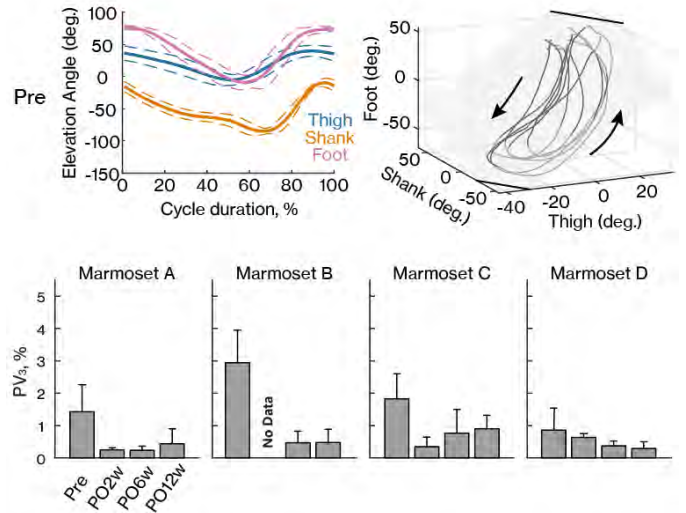 Pre
Elevation Angle (deg.)
100
50
0
-50
-100
-150
0 20 40 60 80 100
Cycle duration, %
Thigh
Shank
Foot
Foot (deg.)
50
0
-50
50
0
-50
Shank (deg.)
-40 -20 0 20
Thigh (deg.)
Marmoset A
Marmoset B
Marmoset C
Marmoset D
PV3, %
5
4
3
2
1
0
No Data
Pre
PO2w
PO6w
PO12w